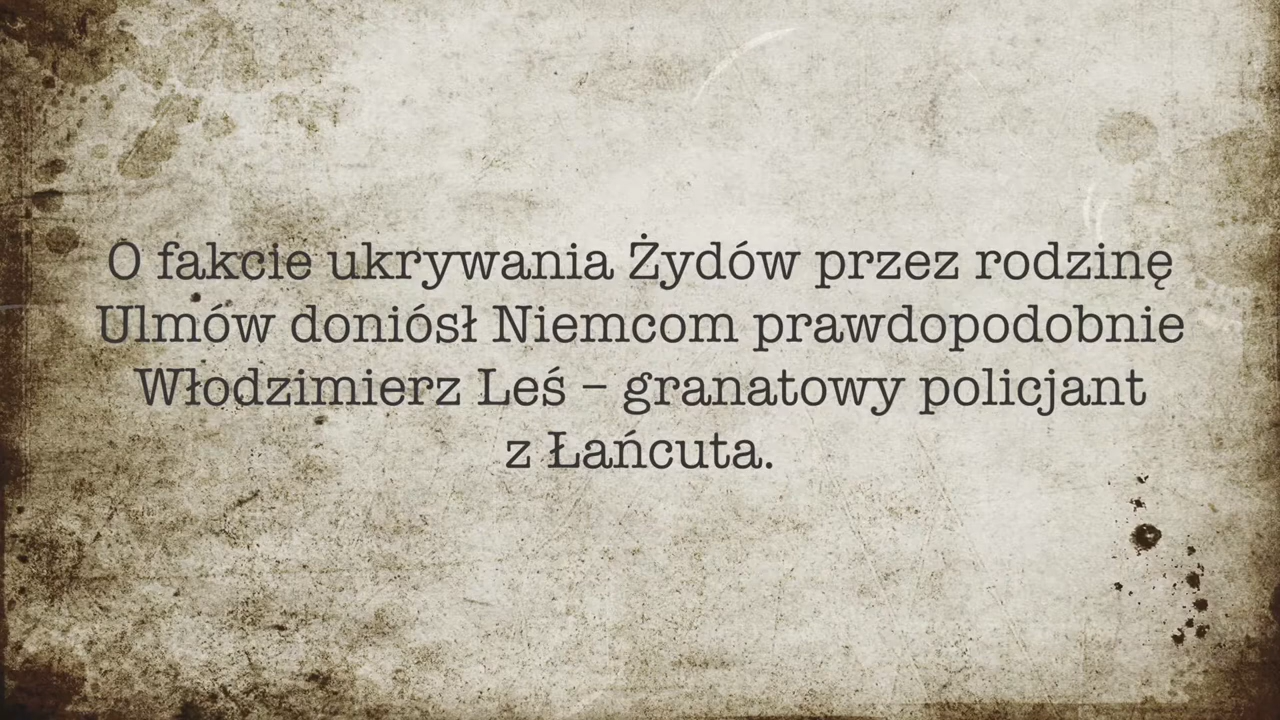 O fakcie ukrywania Żydów przez rodzinę
Ulmów doniósł Niemcom prawdopodobnie
Włodzimierz Leś – granatowy policjant
z Łańcuta.